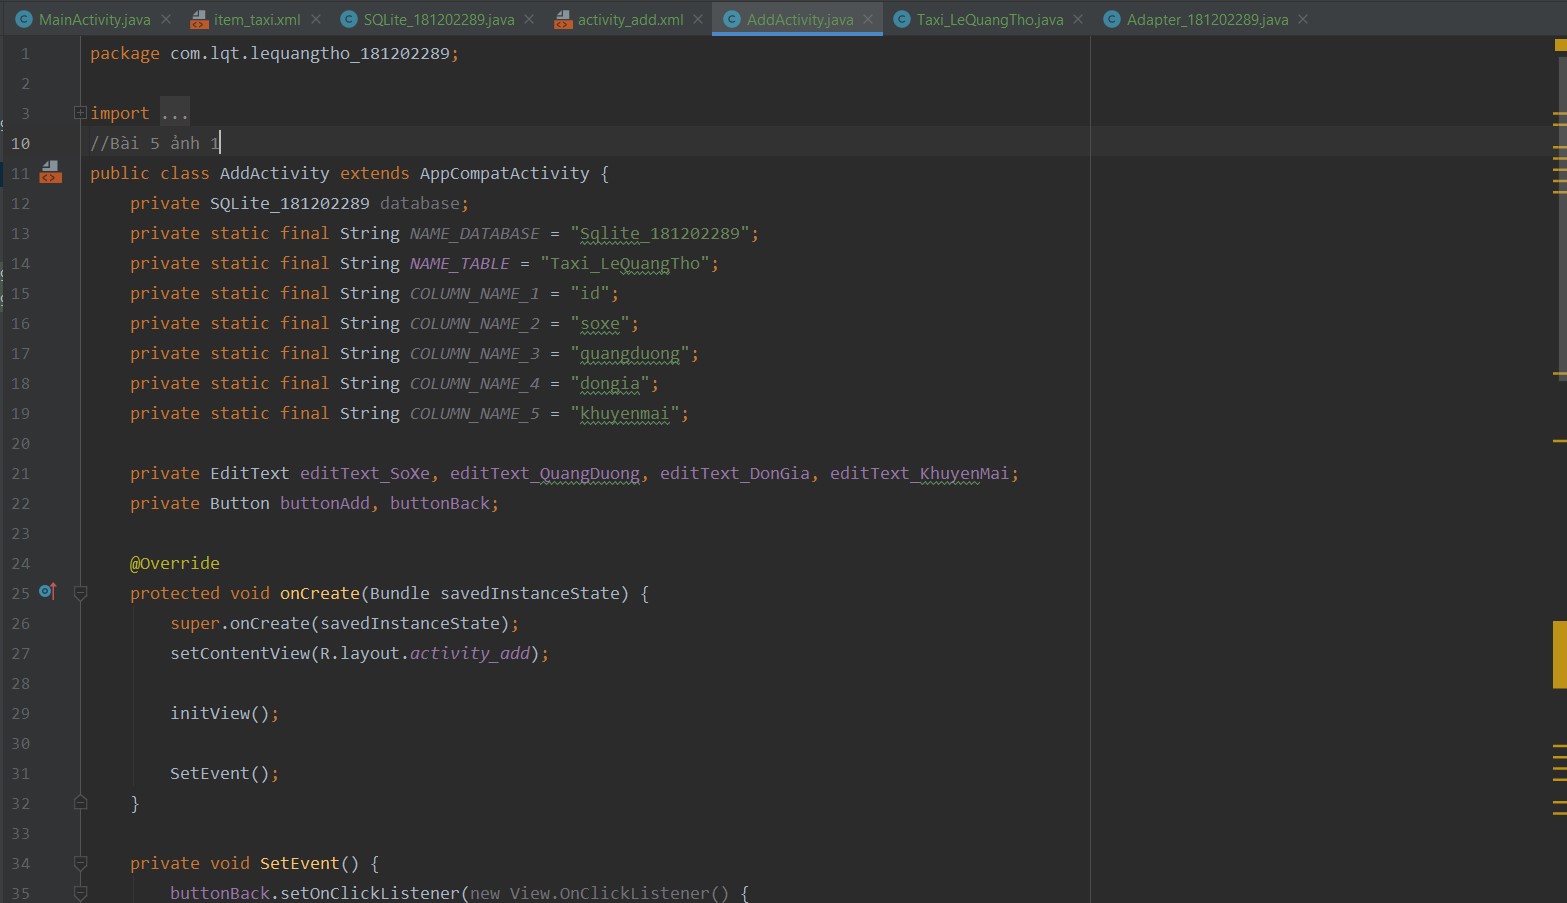 MainActivity.java item_taxi.xml SQLite_181202289.java activity_add.xml AddActivity.java Taxi_LeQuangTho.java Adapter_181202289.java
1 package com.lqt.lequangtho_181202289;
2
3 import ...
10 //Bài 5 ảnh 1
11 public class AddActivity extends AppCompatActivity {
12 private SQLite_181202289 database;
13 private static final String NAME_DATABASE = "Sqlite_181202289";
14 private static final String NAME_TABLE = "Taxi_LeQuangTho";
15 private static final String COLUMN_NAME_1 = "id";
16 private static final String COLUMN_NAME_2 = "soxe";
17 private static final String COLUMN_NAME_3 = "quangduong";
18 private static final String COLUMN_NAME_4 = "dongia";
19 private static final String COLUMN_NAME_5 = "khuyenmai";
20
21 private EditText editText_SoXe, editText_QuangDuong, editText_DonGia, editText_KhuyenMai;
22 private Button buttonAdd, buttonBack;
23
24 @Override
25 protected void onCreate(Bundle savedInstanceState) {
26 super.onCreate(savedInstanceState);
27 setContentView(R.layout.activity_add);
28
29 initView();
30
31 SetEvent();
32 }
33
34 private void SetEvent() {
35 buttonBack.setOnClickListener(new View.OnClickListener() {